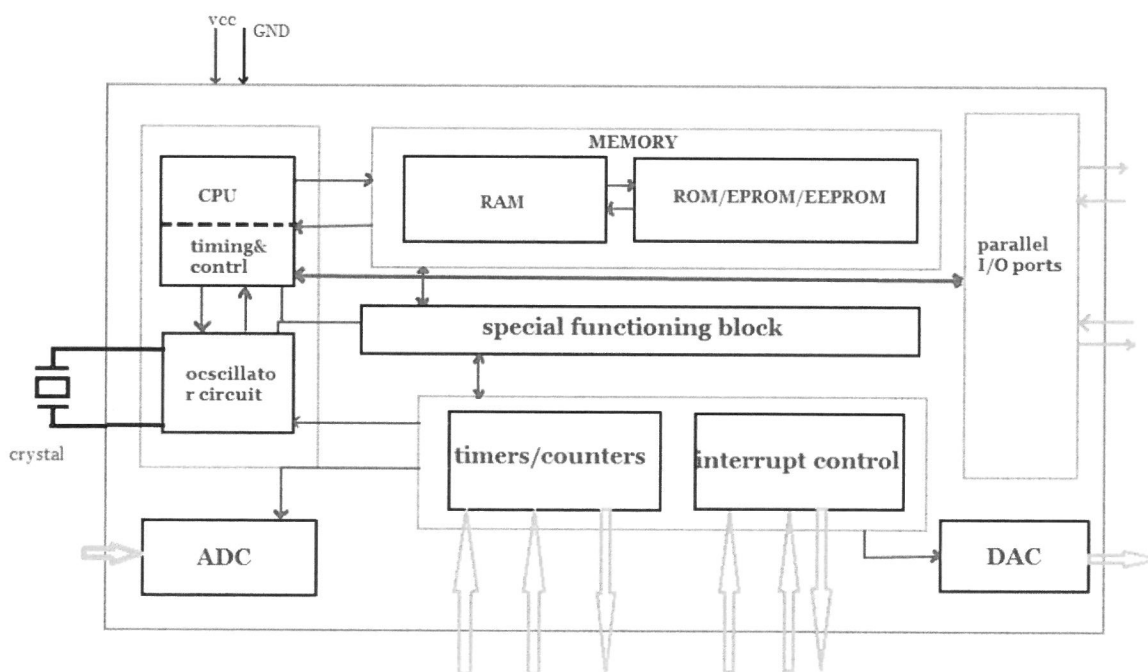 vcc
GND
MEMORY
CPU
RAM
ROM/EPROM/EEPROM
timing&
contrl
parallel
I/O ports
special functioning block
ocscillato
r circuit
crystal
timers/counters
interrupt control
ADC
DAC